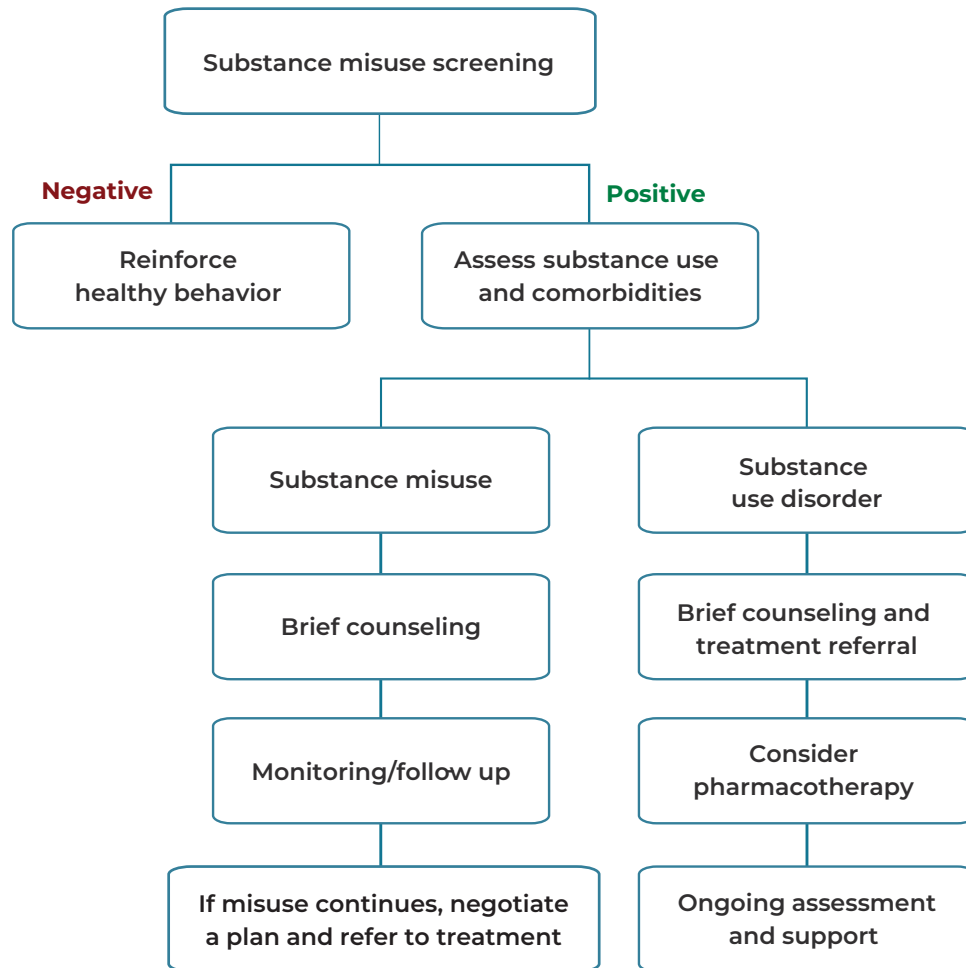 Substance misuse screening
Negative
Positive
Reinforce
healthy behavior
Assess substance use
and comorbidities
Substance misuse
Substance
use disorder
Brief counseling
Brief counseling and
treatment referral
Monitoring/follow up
Consider
pharmacotherapy
If misuse continues, negotiate
a plan and refer to treatment
Ongoing assessment
and support